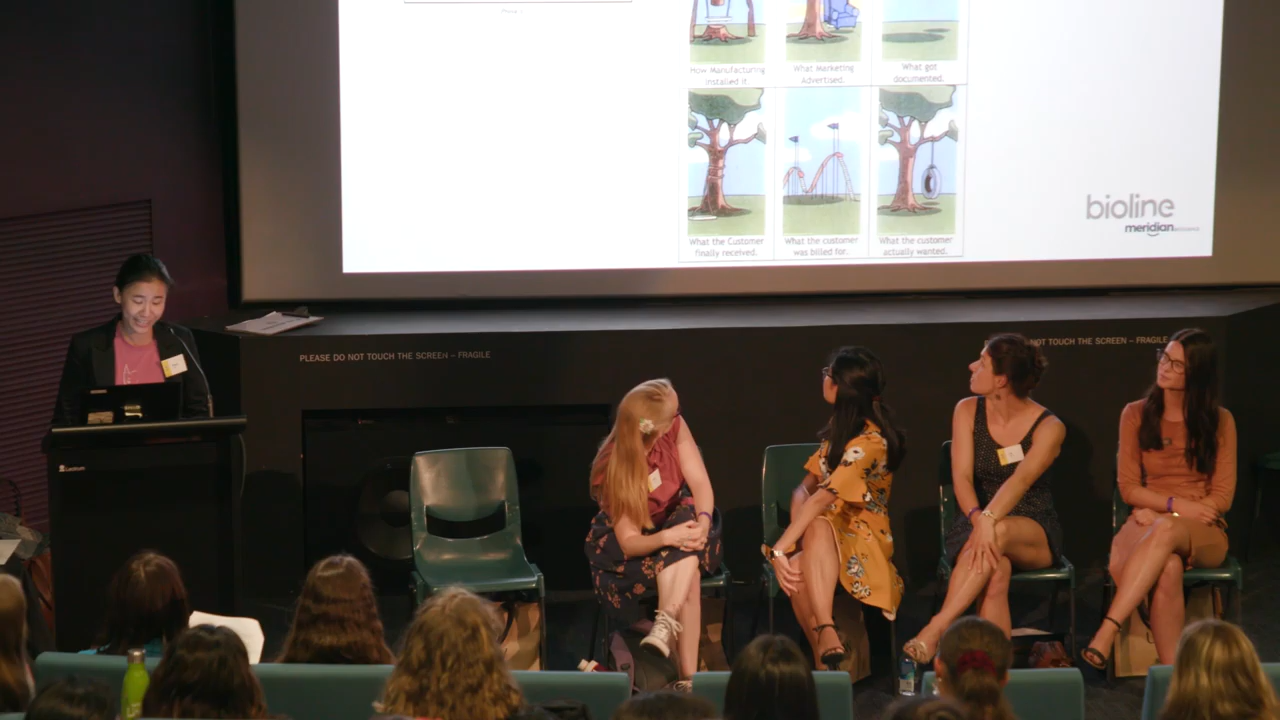 How Manufacturing
installed it.
What Marketing
Advertised.
What got
documented.
What the Customer
finally received.
What the customer
was billed for.
What the customer
actually wanted.
bioline
meridian
PLEASE DO NOT TOUCH THE SCREEN – FRAGILE
NOT TOUCH THE SCREEN – FRAGILE